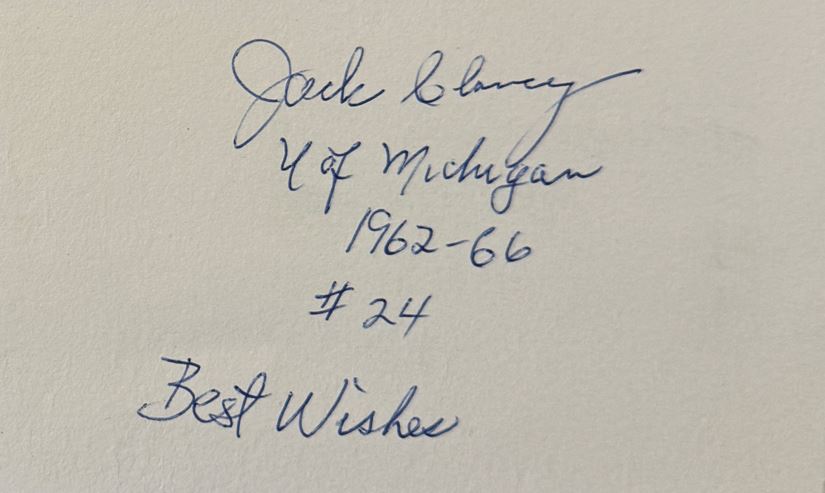 Jack Clancy
U of Michigan
1962-66
# 24
Best Wishes